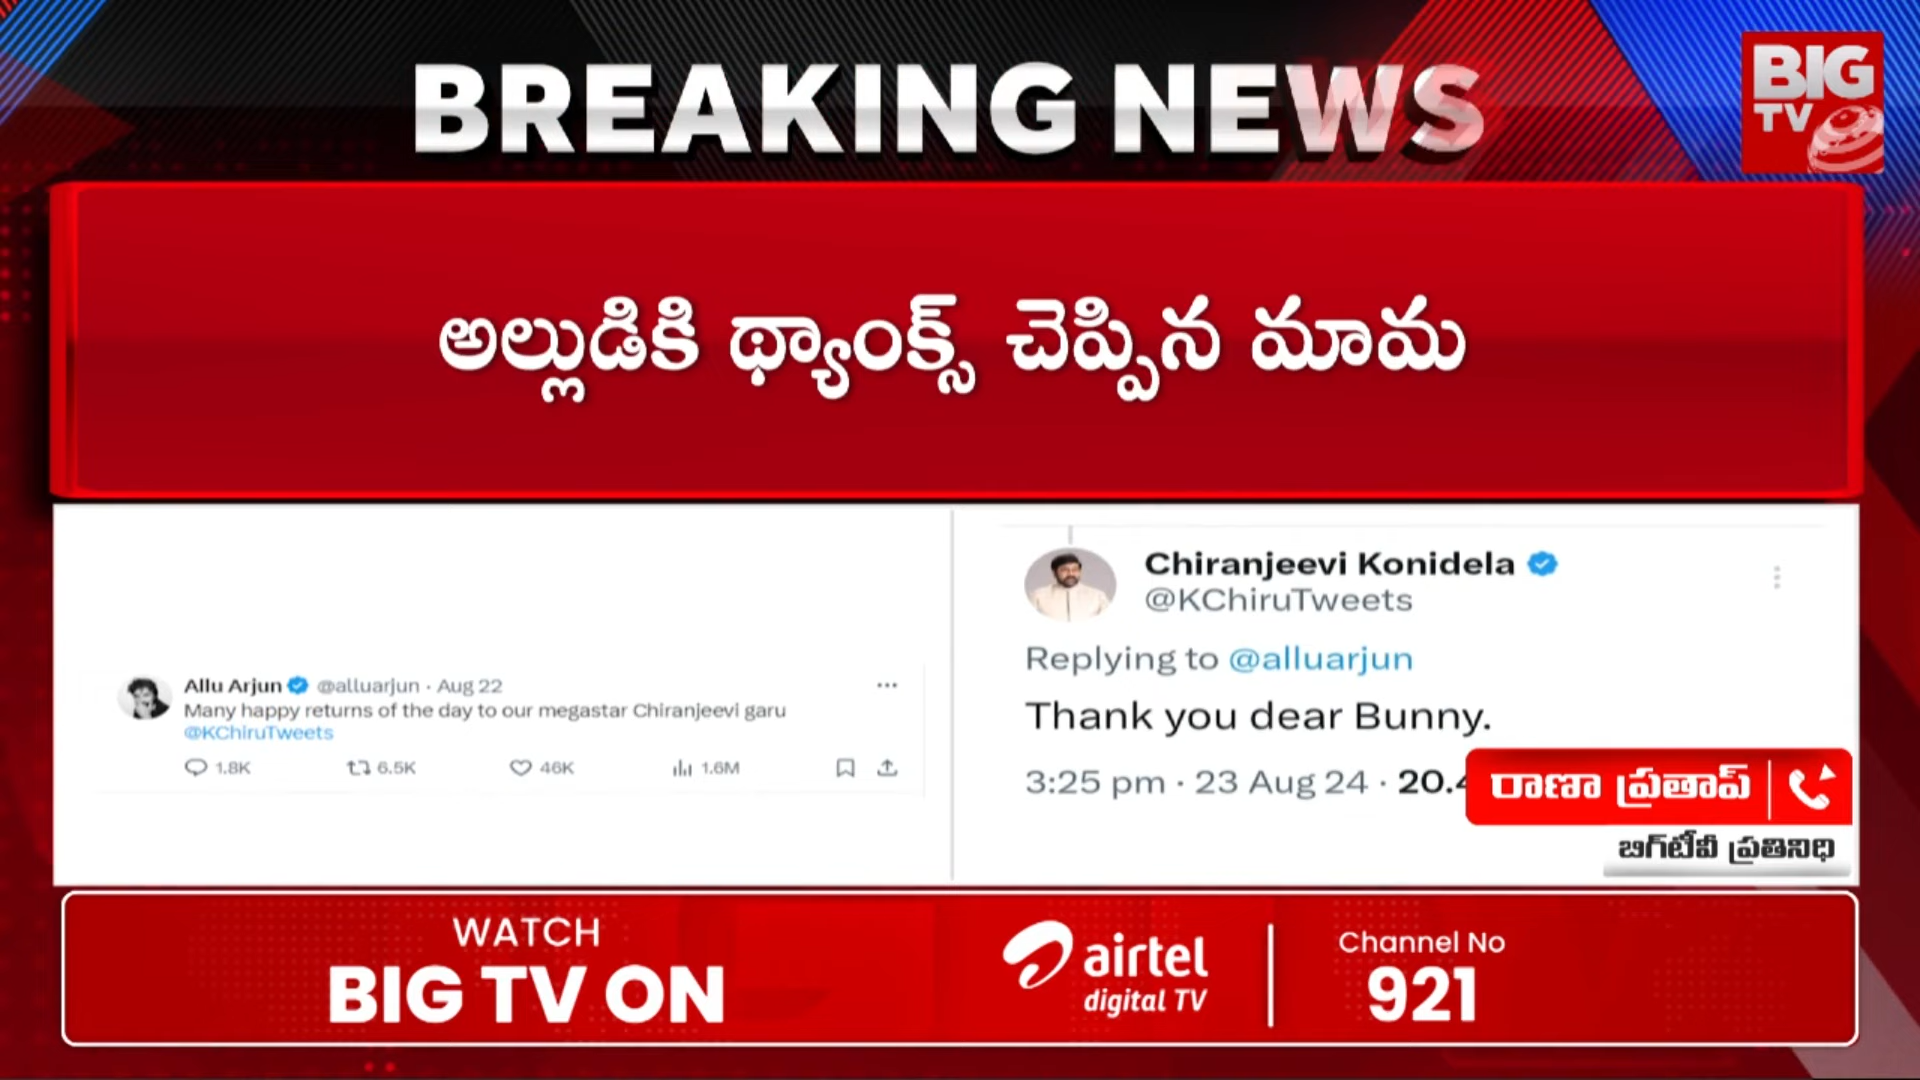 BREAKING NEWS
BIG
TV
అల్లుడికి థ్యాంక్స్ చెప్పిన మామ
Allu Arjun @alluarjun · Aug 22
Many happy returns of the day to our megastar Chiranjeevi garu
@KChiruTweets
1.8K 6.5K 46K 1.6M
Chiranjeevi Konidela
@KChiruTweets
Replying to @alluarjun
Thank you dear Bunny.
3:25 pm · 23 Aug 24 ·
రాణా ప్రతాప్
బిగ్‌టీవీ ప్రతినిధి
WATCH
BIG TV ON
airtel
digital TV
Channel No
921